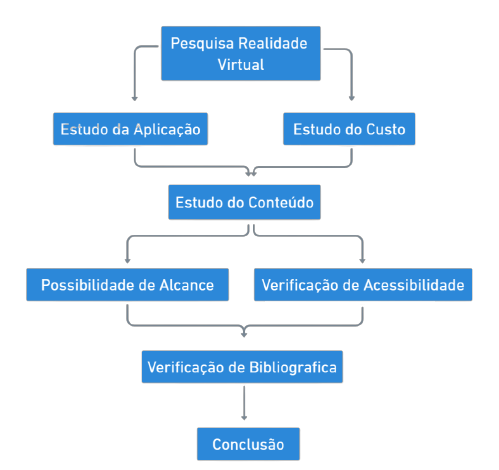 Pesquisa Realidade
Virtual
Estudo da Aplicação
Estudo do Custo
Estudo do Conteúdo
Possibilidade de Alcance
Verificação de Acessibilidade
Verificação de Bibliografica
Conclusão